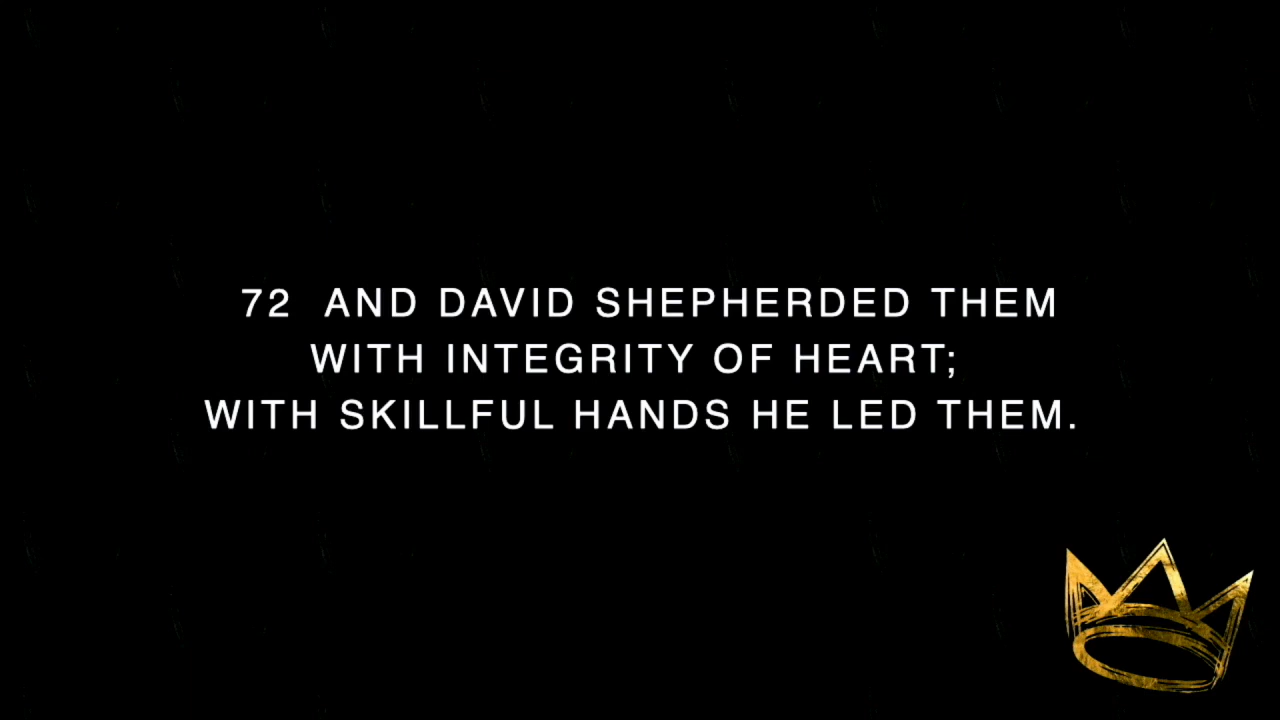 72 AND DAVID SHEPHERDED THEM
WITH INTEGRITY OF HEART;
WITH SKILLFUL HANDS HE LED THEM.